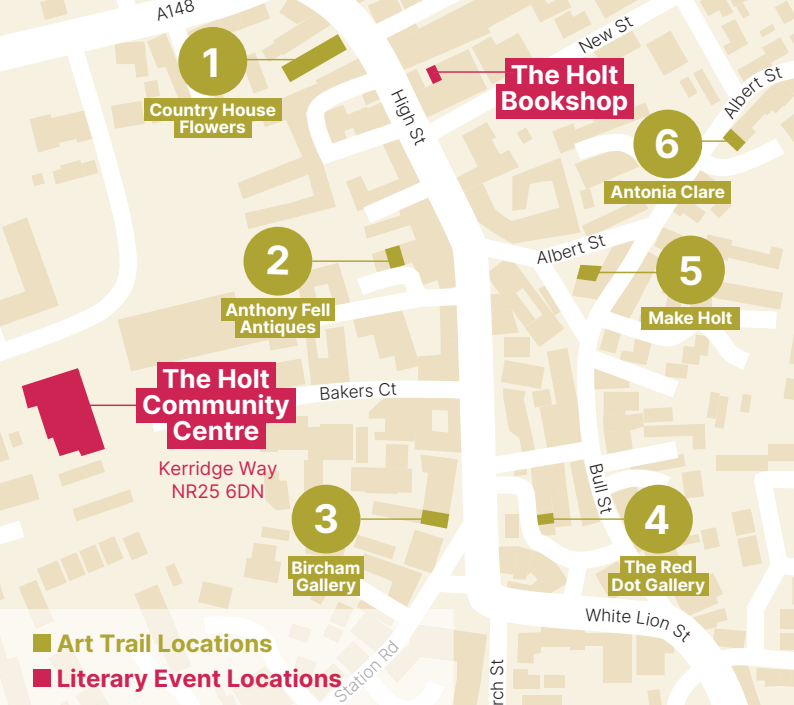 A148
1
Country House
Flowers
High St
New St
The Holt
Bookshop
Albert St
6
Antonia Clare
2
Anthony Fell
Antiques
Albert St
5
Make Holt
The Holt
Community
Centre
Kerridge Way
NR25 6DN
Bakers Ct
3
Bircham
Gallery
Bull St
4
The Red
Dot Gallery
White Lion St
Station Rd
rch St
Art Trail Locations
Literary Event Locations